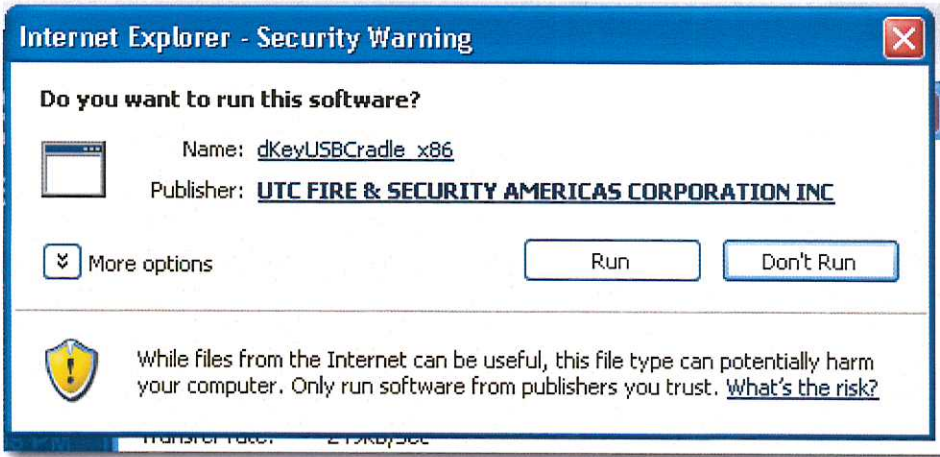 Internet Explorer - Security Warning
Do you want to run this software?
Name: dKeyUSBCradle_x86
Publisher: UTC FIRE & SECURITY AMERICAS CORPORATION INC
More options
Run
Don't Run
While files from the Internet can be useful, this file type can potentially harm
your computer. Only run software from publishers you trust. What's the risk?
Transfer rate: